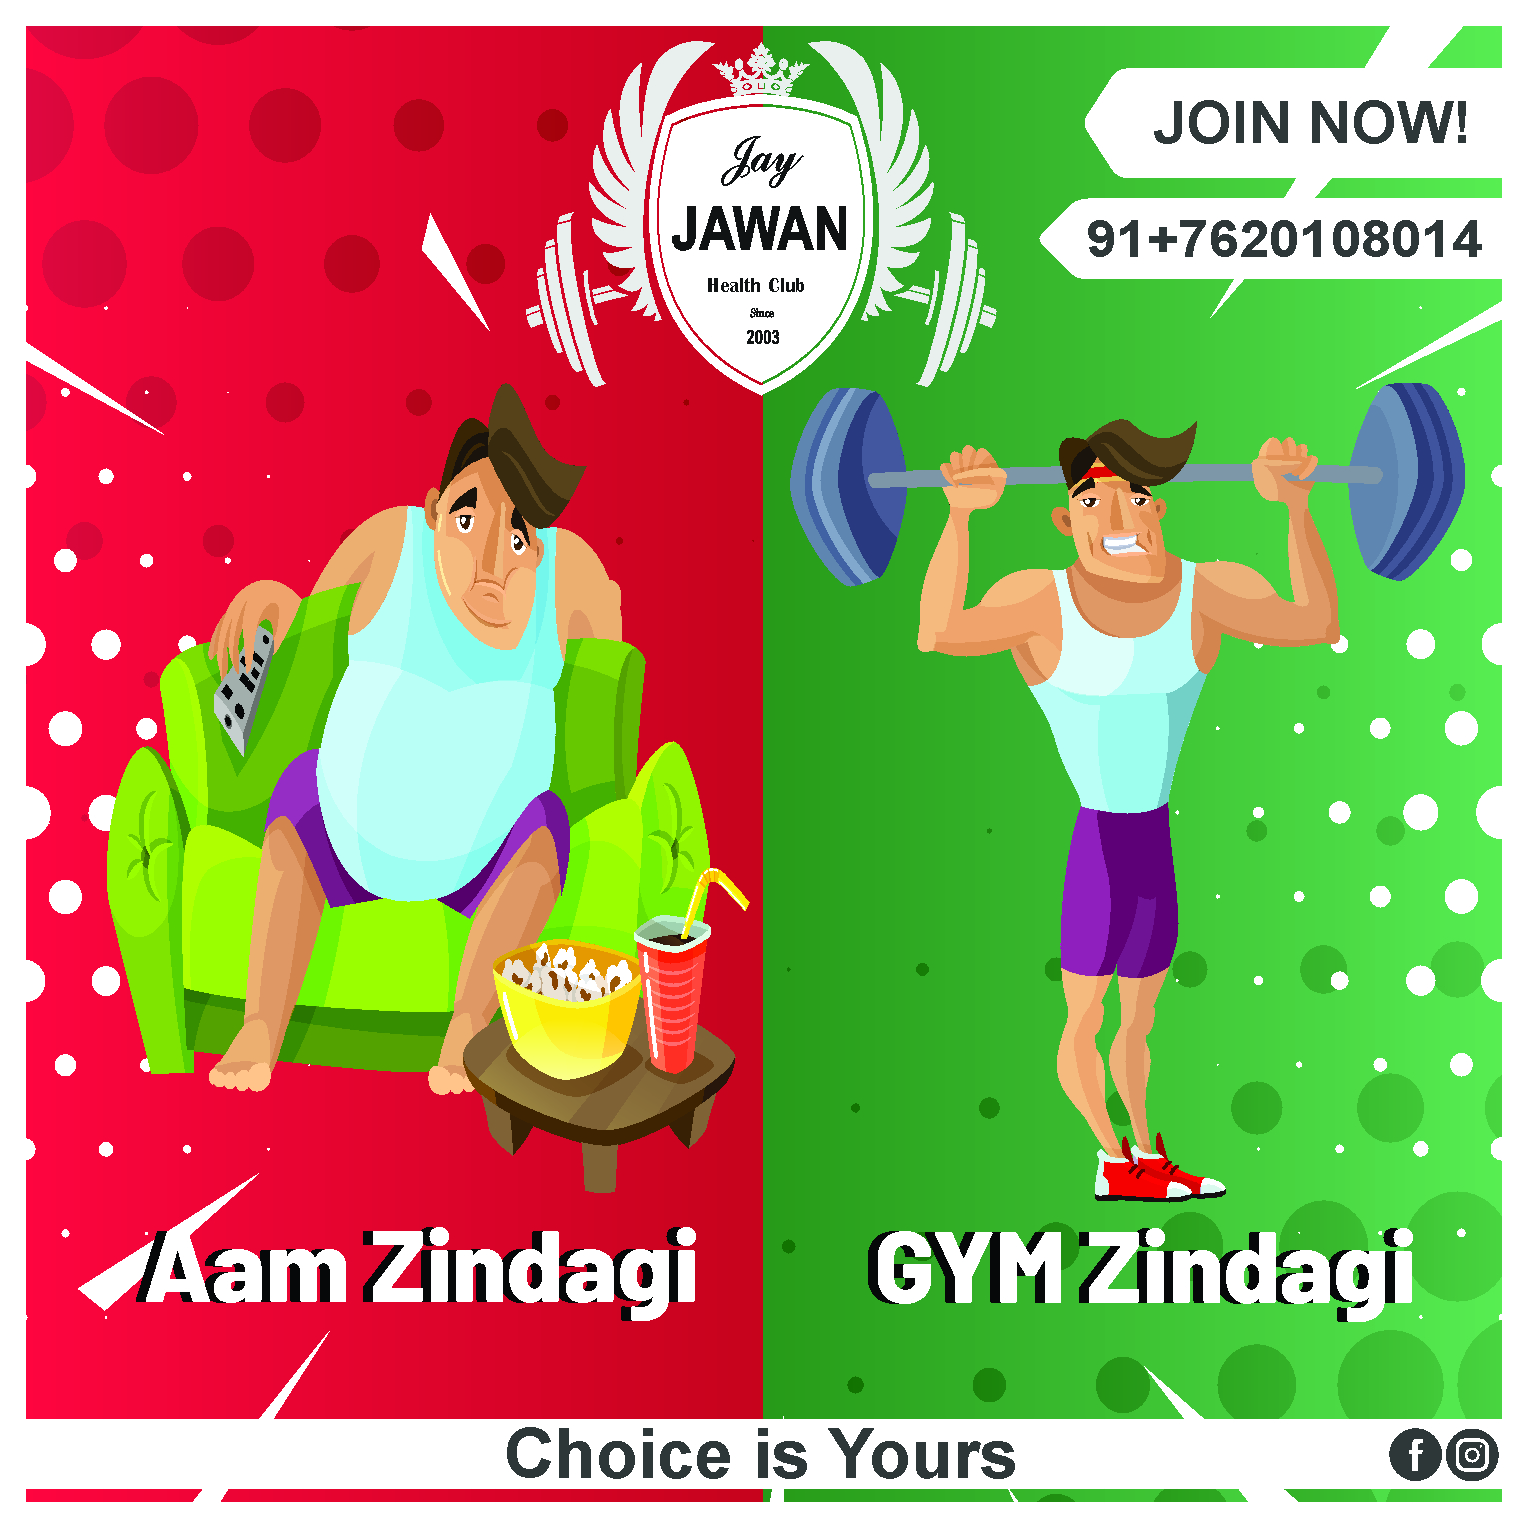 Jay
JAWAN
Health Club
Since
2003
JOIN NOW!
91+7620108014
Aam Zindagi
GYM Zindagi
Choice is Yours
f